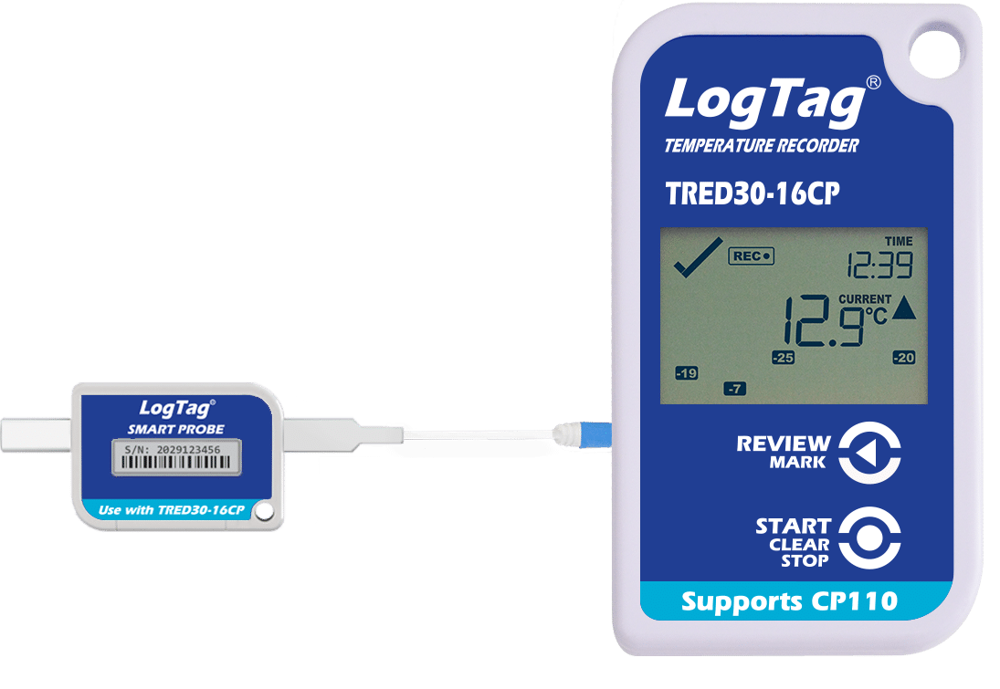 LogTag®
TEMPERATURE RECORDER
TRED30-16CP
REC
TIME
12:39
CURRENT
12.9°C
-25
-20
-19
-7
REVIEW
MARK
START
CLEAR
STOP
Supports CP110
LogTag®
SMART PROBE
S/N: 2029123456
Use with TRED30-16CP